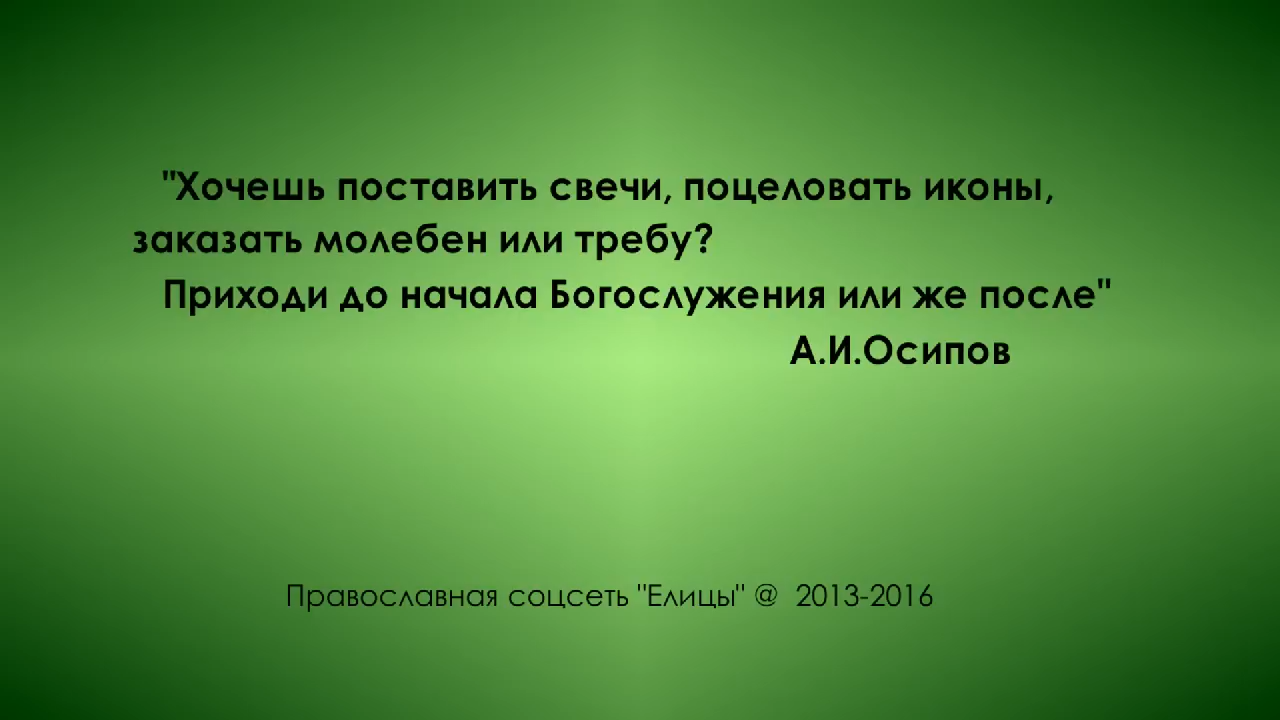 "Хочешь поставить свечи, поцеловать иконы,
заказать молебен или требу?
Приходи до начала Богослужения или же после"
А.И.Осипов
Православная соцсеть "Елицы" @ 2013-2016